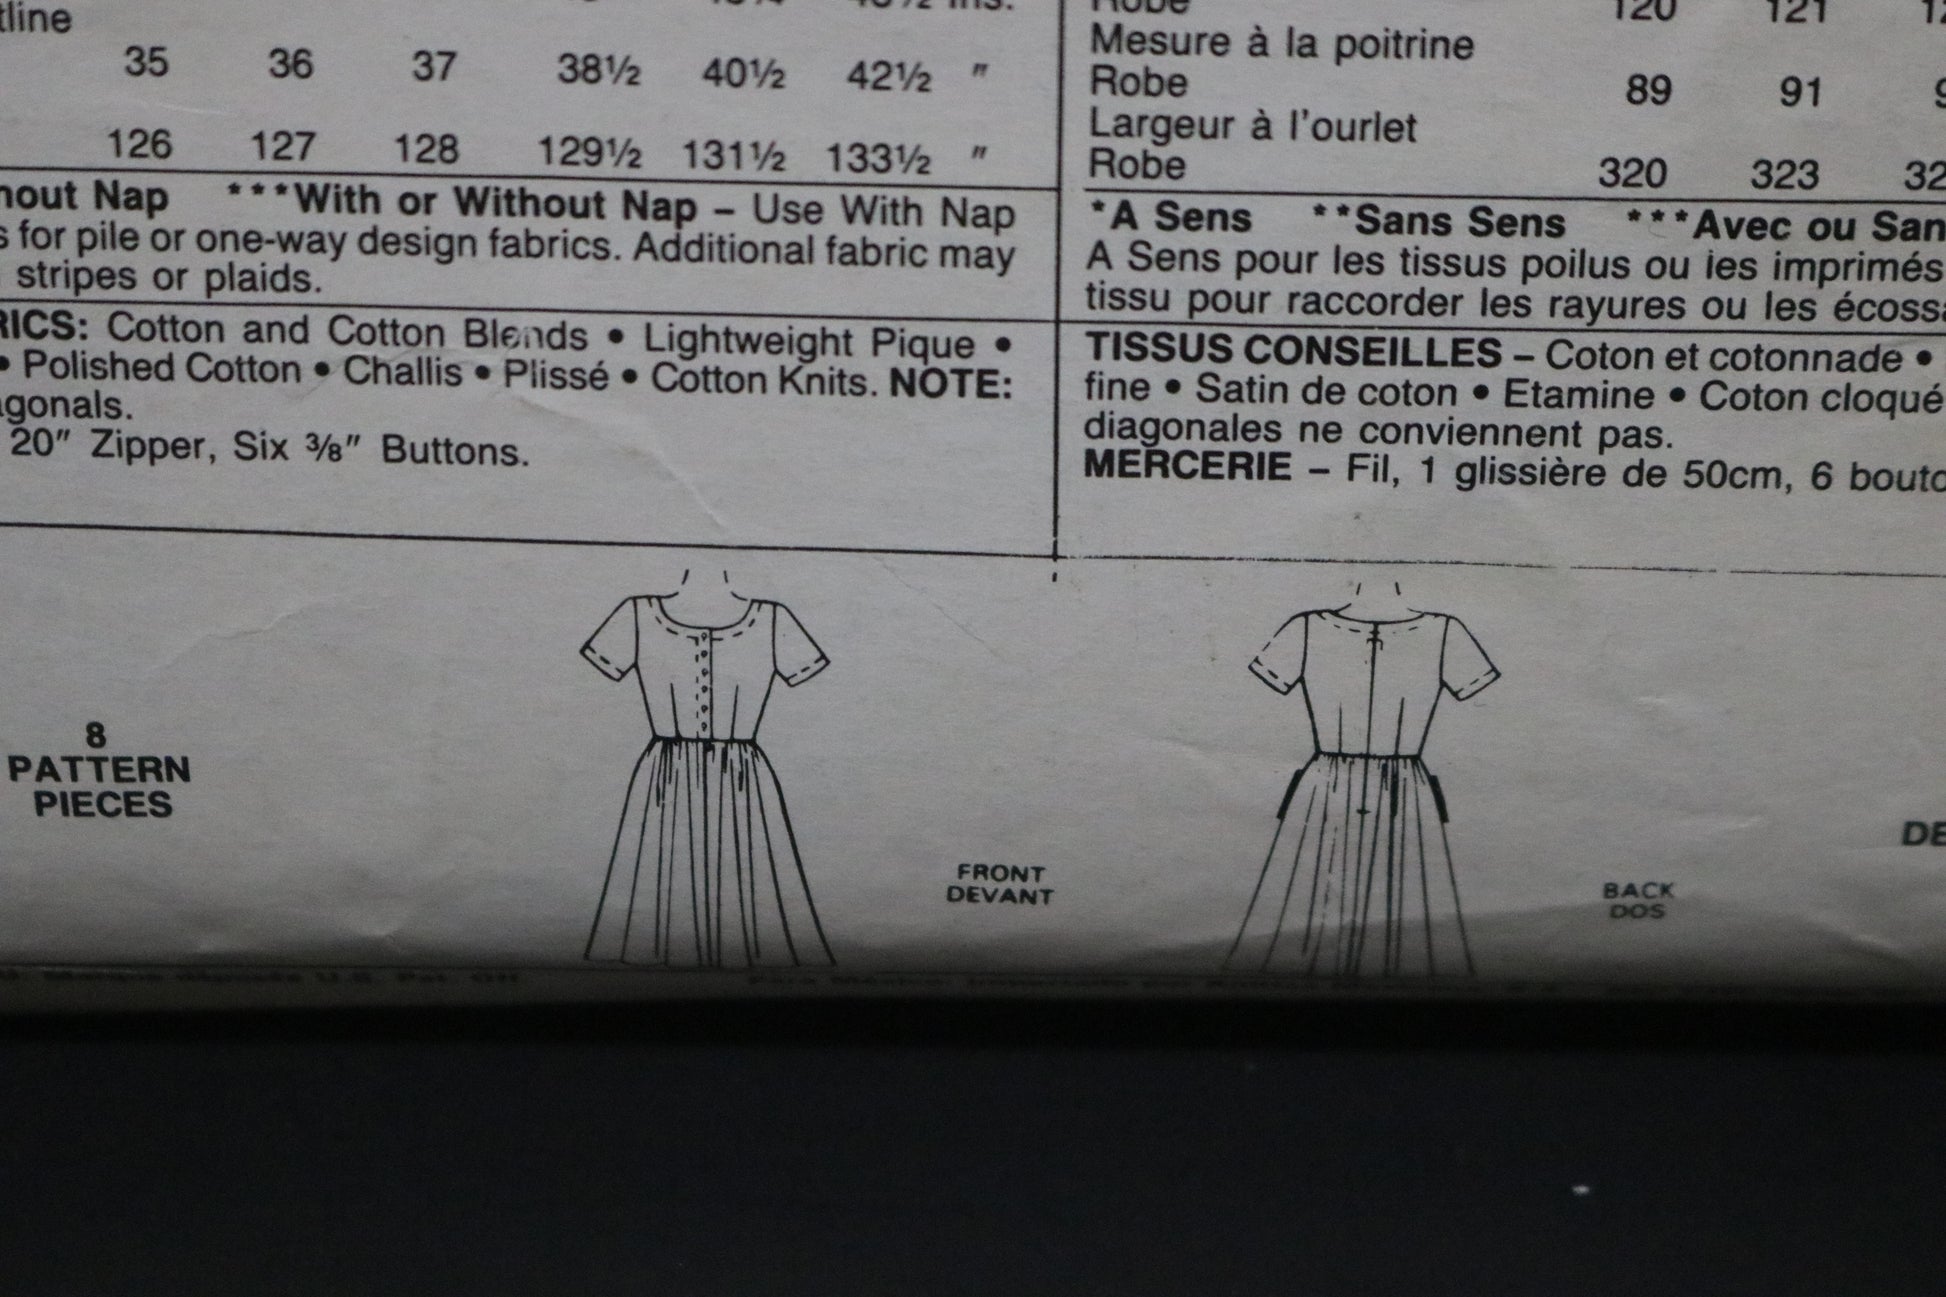 tline
35 36 37 38½ 40½ 42½ "
126 127 128 129½ 131½ 133½ "
hout Nap ***With or Without Nap – Use With Nap
s for pile or one-way design fabrics. Additional fabric may
stripes or plaids.
RICS: Cotton and Cotton Blends • Lightweight Pique •
• Polished Cotton • Challis • Plissé • Cotton Knits. NOTE:
agonals.
20" Zipper, Six ⅜" Buttons.
Robe 120 121
Mesure à la poitrine
Robe 89 91
Largeur à l'ourlet
Robe 320 323 32
*A Sens **Sans Sens ***Avec ou San
A Sens pour les tissus poilus ou les imprimés
tissu pour raccorder les rayures ou les écoss
TISSUS CONSEILLES – Coton et cotonnade •
fine • Satin de coton • Etamine • Coton cloqué
diagonales ne conviennent pas.
MERCERIE – Fil, 1 glissière de 50cm, 6 bouto
8
PATTERN
PIECES
FRONT
DEVANT
BACK
DOS
DE